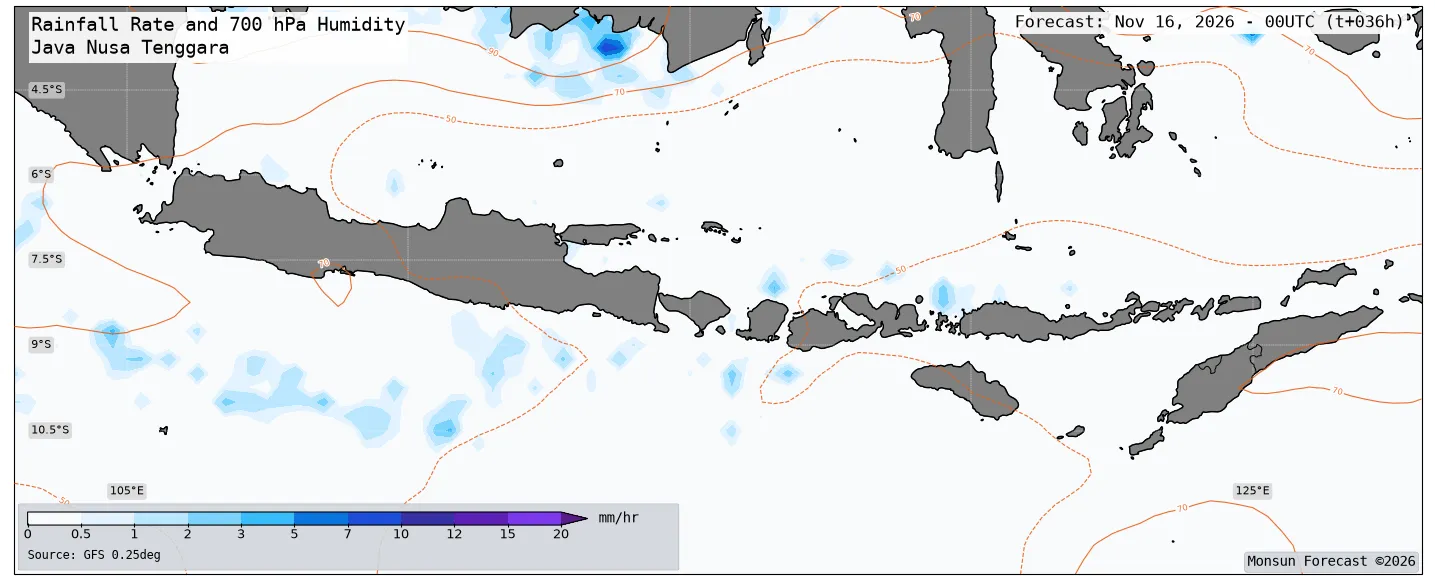 Rainfall Rate and 700 hPa Humidity
Java Nusa Tenggara
Forecast: Nov 16, 2026 - 00UTC (t+036h)
70
70
90
4.5°S
70
50
6°S
7.5°S
70
50
9°S
70
10.5°S
105°E
125°E
50
70
0 0.5 1 2 3 5 7 10 12 15 20
mm/hr
Source: GFS 0.25deg
Monsun Forecast ©2026